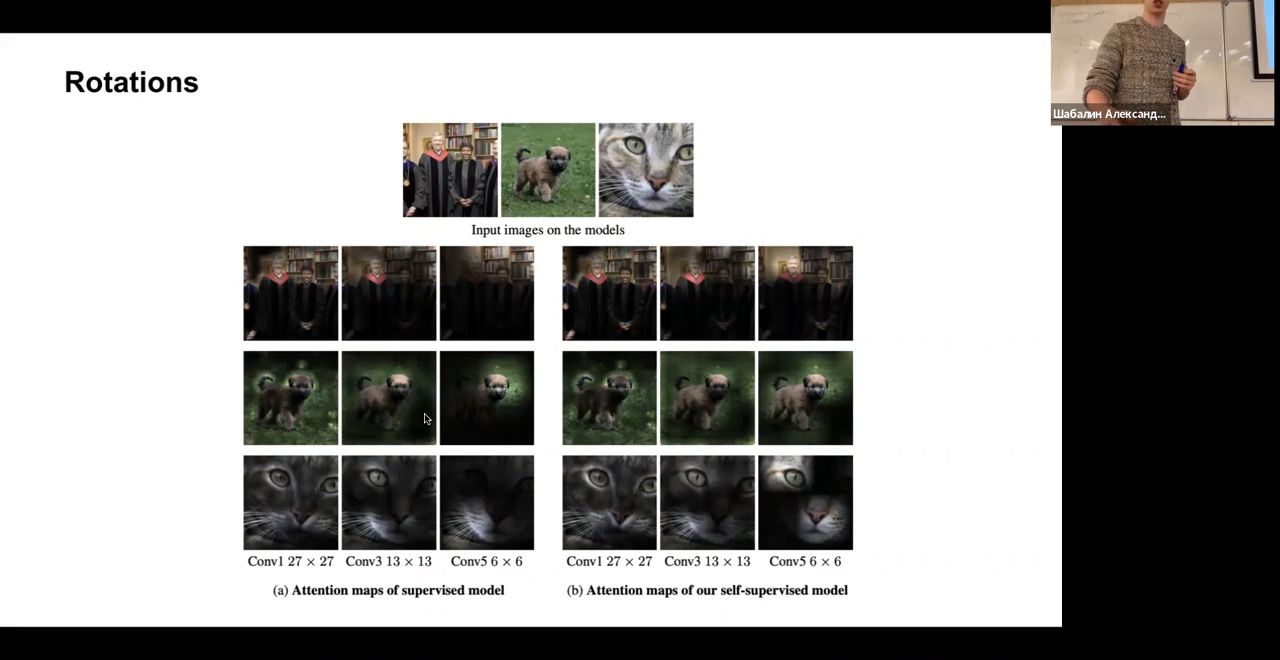 Rotations
Шабалин Александ...
Input images on the models
Conv1 27 × 27 Conv3 13 × 13 Conv5 6 × 6
Conv1 27 × 27 Conv3 13 × 13 Conv5 6 × 6
(a) Attention maps of supervised model
(b) Attention maps of our self-supervised model